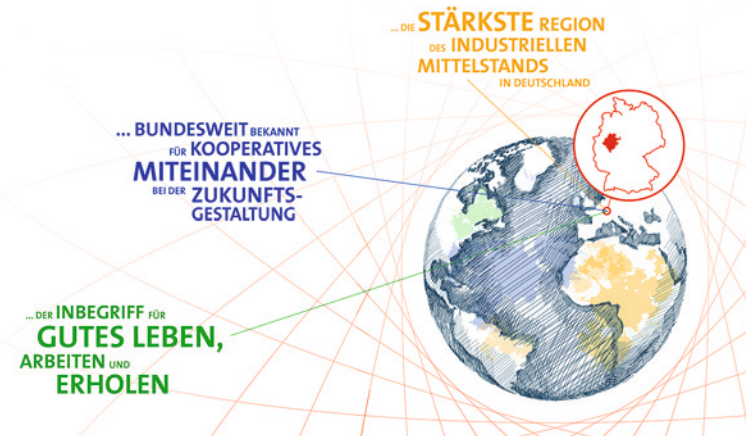 ... DIE STÄRKSTE REGION
DES INDUSTRIELLEN
MITTELSTANDS
IN DEUTSCHLAND
... BUNDESWEIT BEKANNT
FÜR KOOPERATIVES
MITEINANDER
BEI DER ZUKUNFTS-
GESTALTUNG
... DER INBEGRIFF FÜR
GUTES LEBEN,
ARBEITEN UND
ERHOLEN